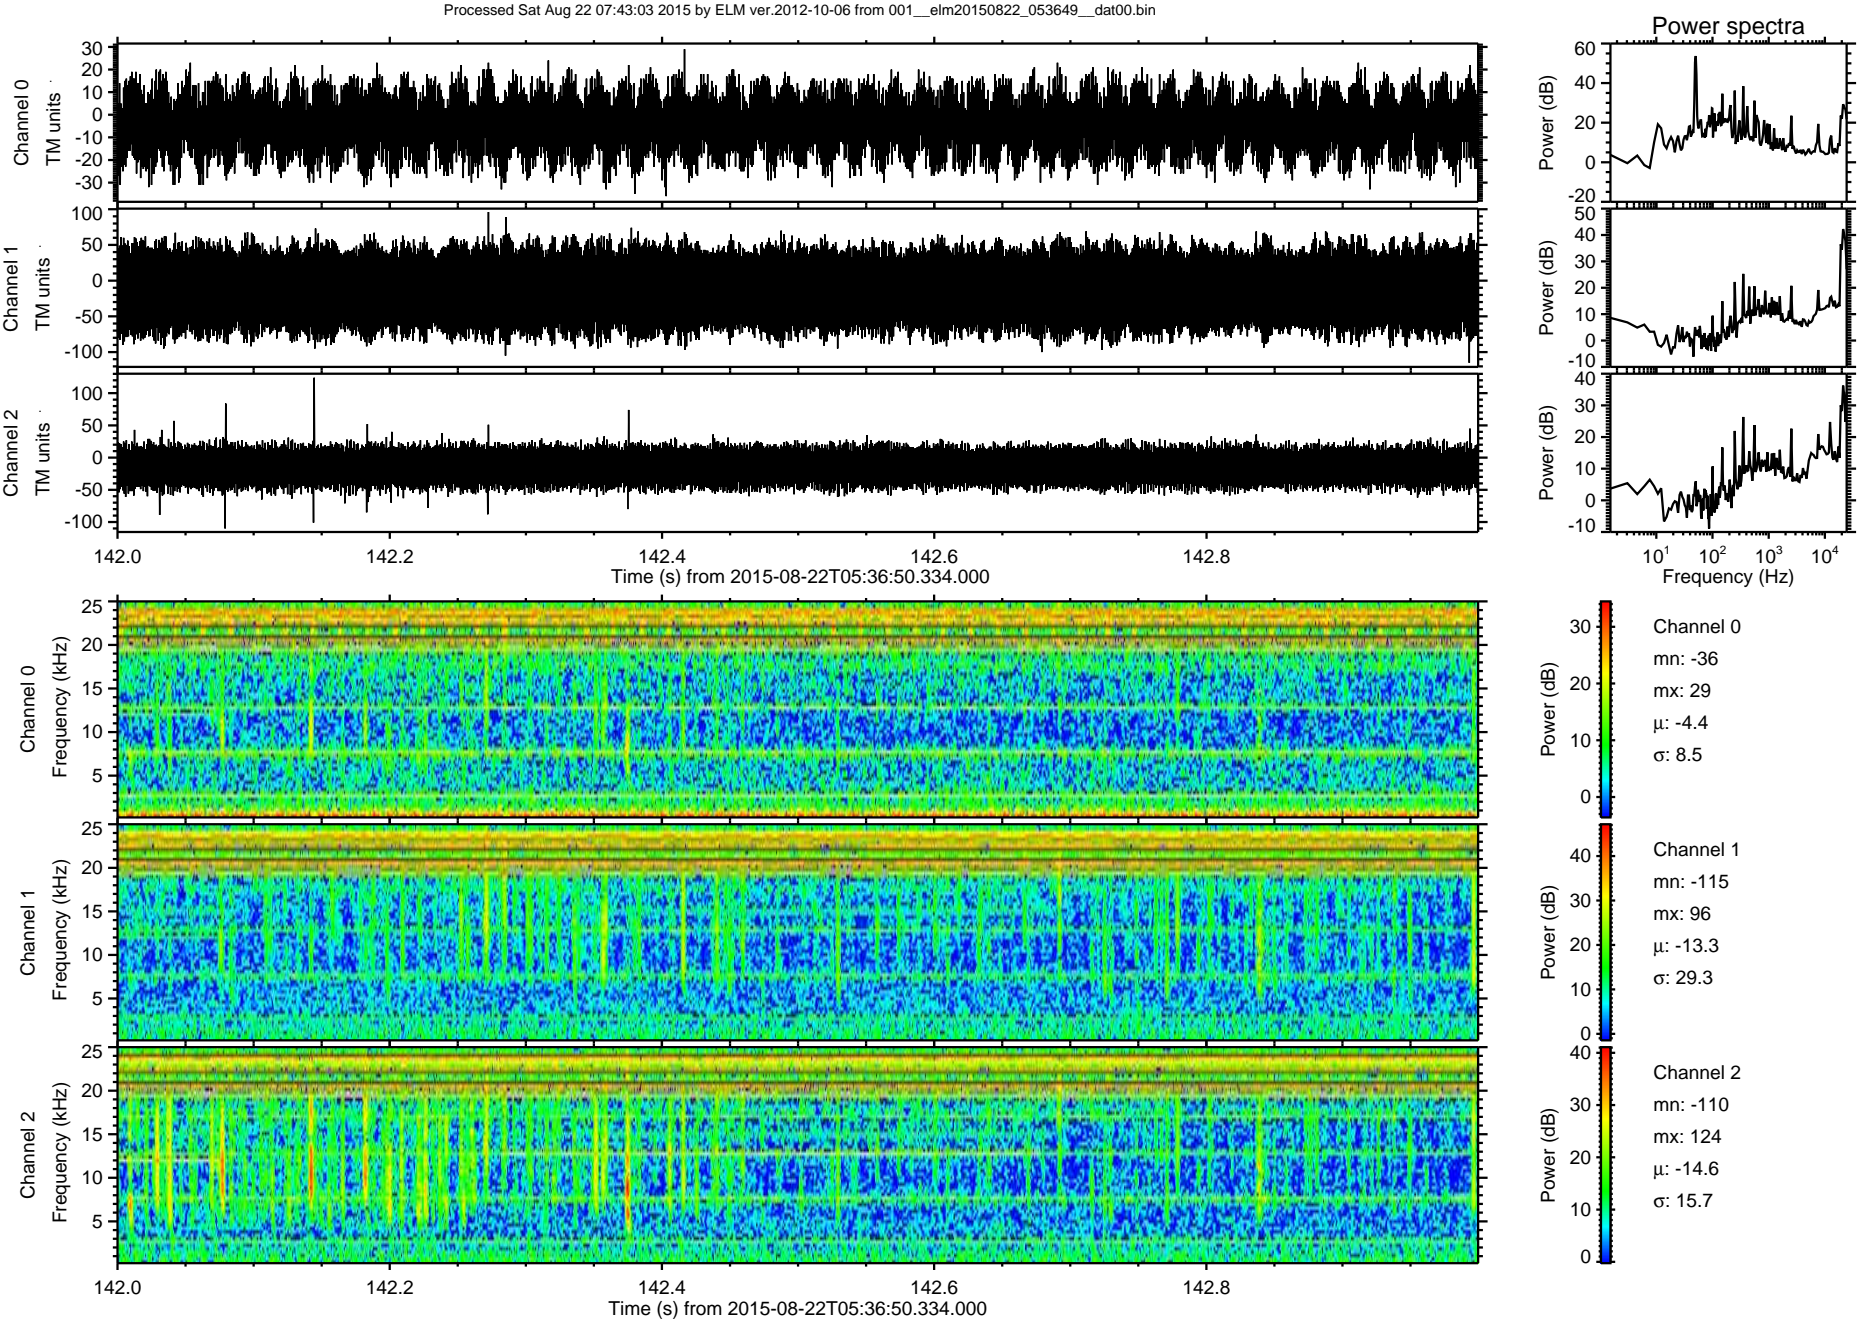 Processed Sat Aug 22 07:43:03 2015 by ELM ver.2012-10-06 from 001__elm20150822_053649__dat00.bin
Power spectra
Channel 0
TM units
30
20
10
0
-10
-20
-30
Power (dB)
60
40
20
0
-20
Channel 1
TM units
100
50
0
-50
-100
Power (dB)
50
40
30
20
10
0
-10
Channel 2
TM units
100
50
0
-50
-100
Power (dB)
40
30
20
10
0
-10
142.0 142.2 142.4 142.6 142.8
Time (s) from 2015-08-22T05:36:50.334.000
10^1 10^2 10^3 10^4
Frequency (Hz)
Channel 0
Frequency (kHz)
25
20
15
10
5
Power (dB)
30
20
10
0
Channel 0
mn: -36
mx: 29
μ: -4.4
σ: 8.5
Channel 1
Frequency (kHz)
25
20
15
10
5
Power (dB)
40
30
20
10
0
Channel 1
mn: -115
mx: 96
μ: -13.3
σ: 29.3
Channel 2
Frequency (kHz)
25
20
15
10
5
Power (dB)
40
30
20
10
0
Channel 2
mn: -110
mx: 124
μ: -14.6
σ: 15.7
142.0 142.2 142.4 142.6 142.8
Time (s) from 2015-08-22T05:36:50.334.000